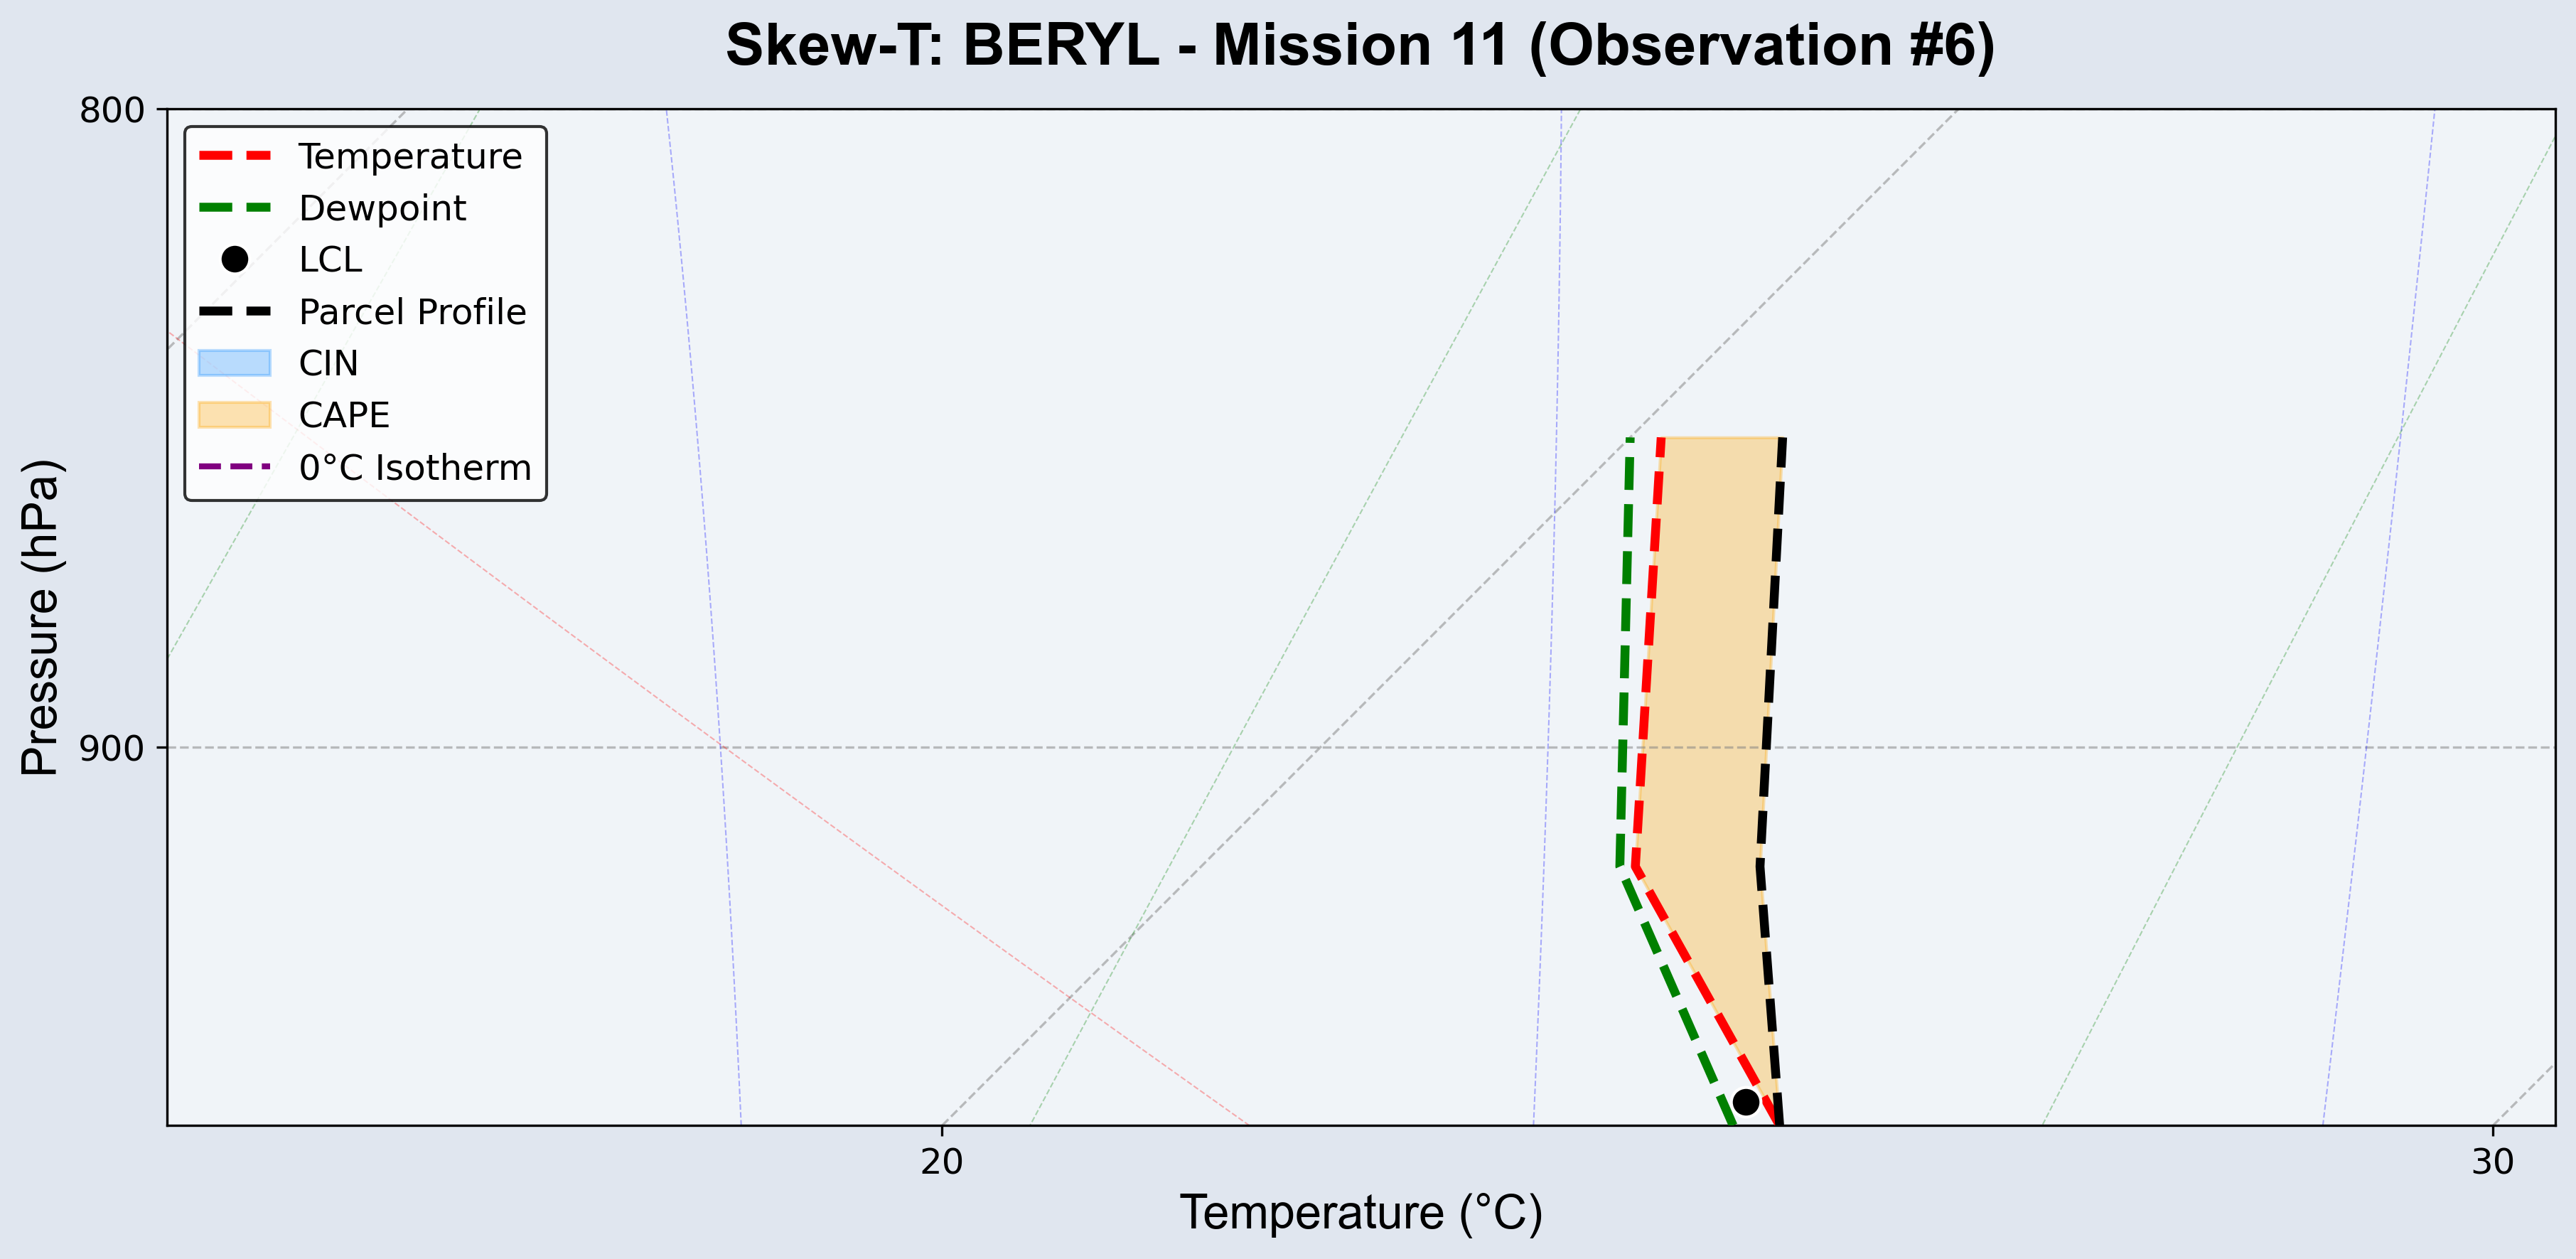 Skew-T: BERYL - Mission 11 (Observation #6)
800
Temperature
Dewpoint
LCL
Parcel Profile
CIN
CAPE
0°C Isotherm
Pressure (hPa)
900
20
30
Temperature (°C)